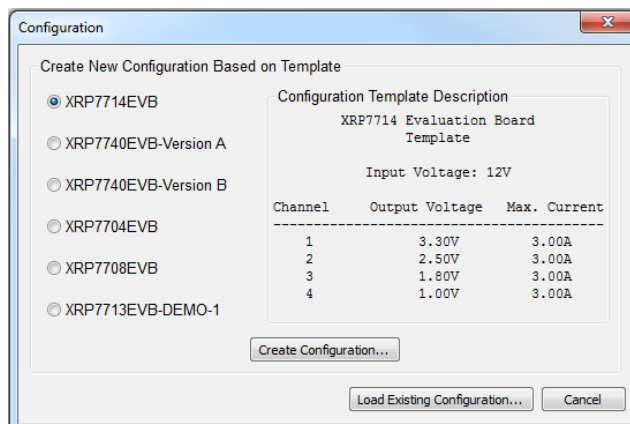 Configuration
Create New Configuration Based on Template
XRP7714EVB
XRP7740EVB-Version A
XRP7740EVB-Version B
XRP7704EVB
XRP7708EVB
XRP7713EVB-DEMO-1
Configuration Template Description
XRP7714 Evaluation Board
Template
Input Voltage: 12V
Channel Output Voltage Max. Current
-----------------------------------------
1 3.30V 3.00A
2 2.50V 3.00A
3 1.80V 3.00A
4 1.00V 3.00A
Create Configuration...
Load Existing Configuration... Cancel